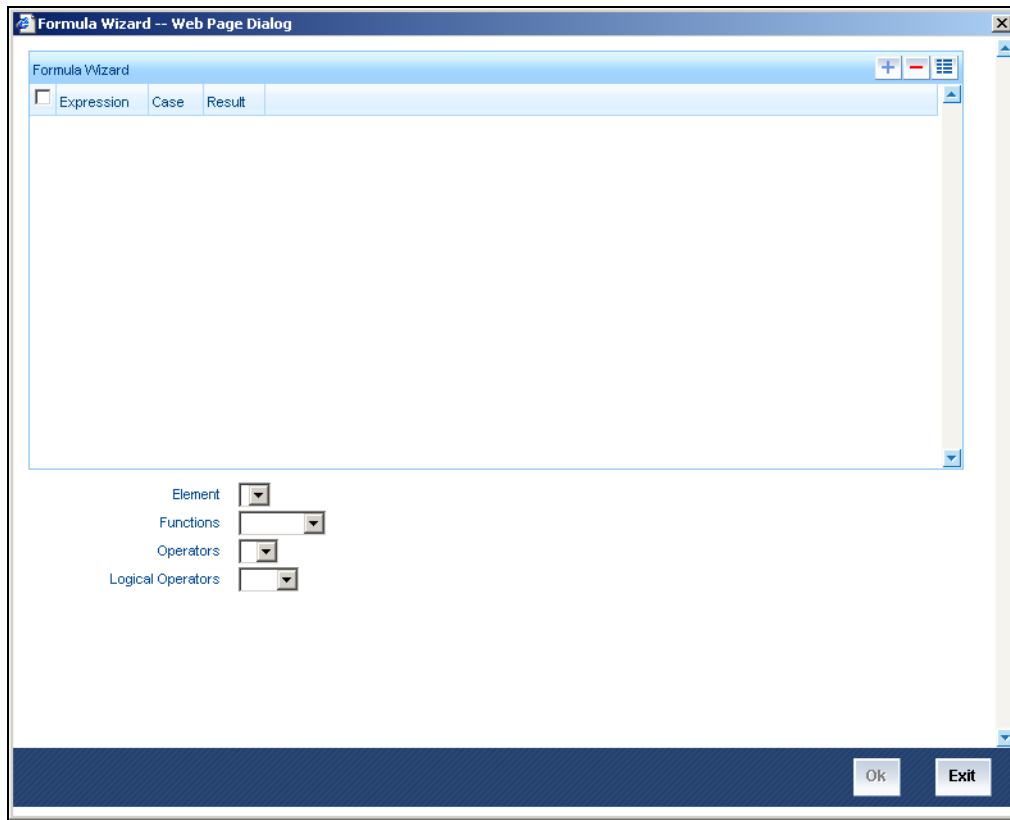 Formula Wizard -- Web Page Dialog
Formula Wizard
Expression Case Result
Element
Functions
Operators
Logical Operators
Ok Exit